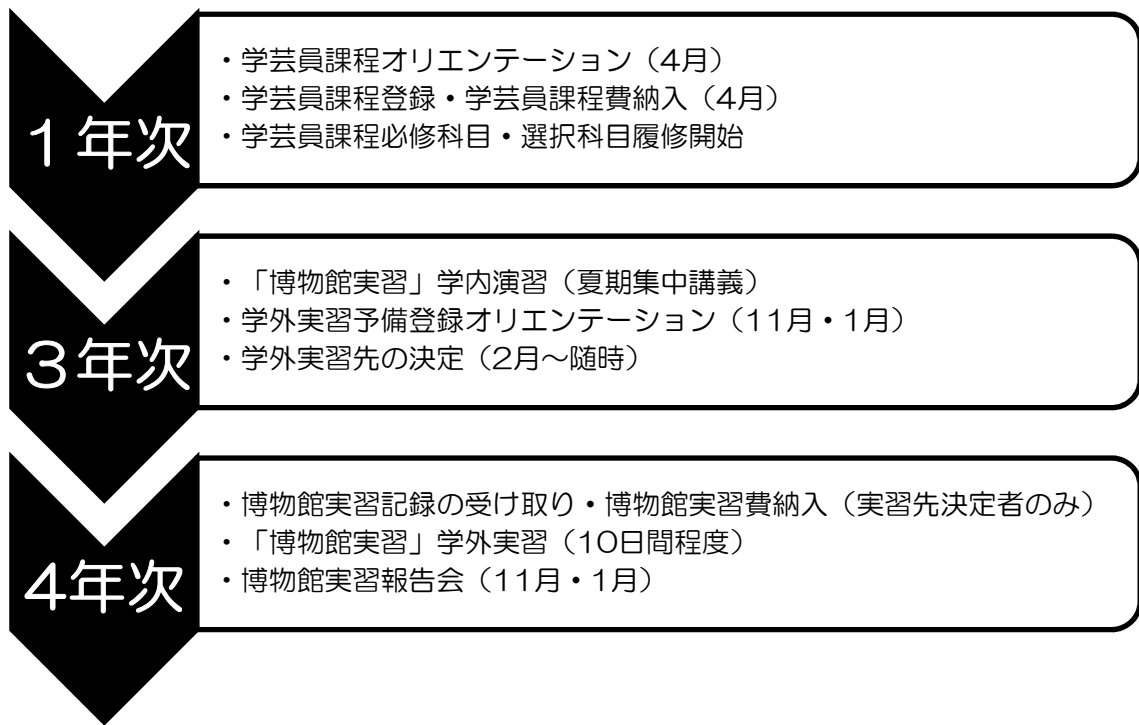 １年次
・学芸員課程オリエンテーション（4月）
・学芸員課程登録・学芸員課程費納入（4月）
・学芸員課程必修科目・選択科目履修開始
３年次
・「博物館実習」学内演習（夏期集中講義）
・学外実習予備登録オリエンテーション（11月・1月）
・学外実習先の決定（2月～随時）
4年次
・博物館実習記録の受け取り・博物館実習費納入（実習先決定者のみ）
・「博物館実習」学外実習（10日間程度）
・博物館実習報告会（11月・1月）